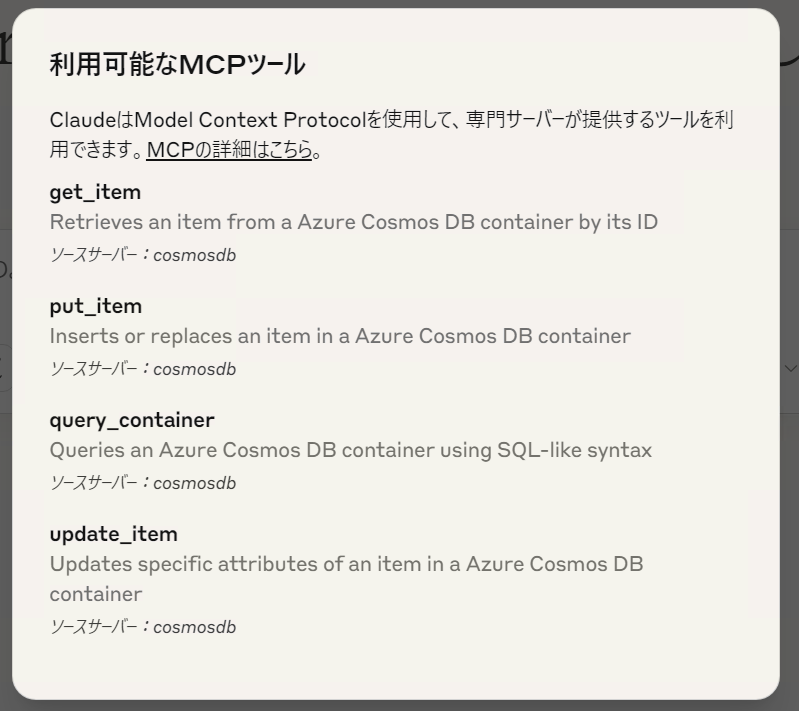 利用可能なMCPツール
ClaudeはModel Context Protocolを使用して、専門サーバーが提供するツールを利
用できます。MCPの詳細はこちら。
get_item
Retrieves an item from a Azure Cosmos DB container by its ID
ソースサーバー：cosmosdb
put_item
Inserts or replaces an item in a Azure Cosmos DB container
ソースサーバー：cosmosdb
query_container
Queries an Azure Cosmos DB container using SQL-like syntax
ソースサーバー：cosmosdb
update_item
Updates specific attributes of an item in a Azure Cosmos DB
container
ソースサーバー：cosmosdb